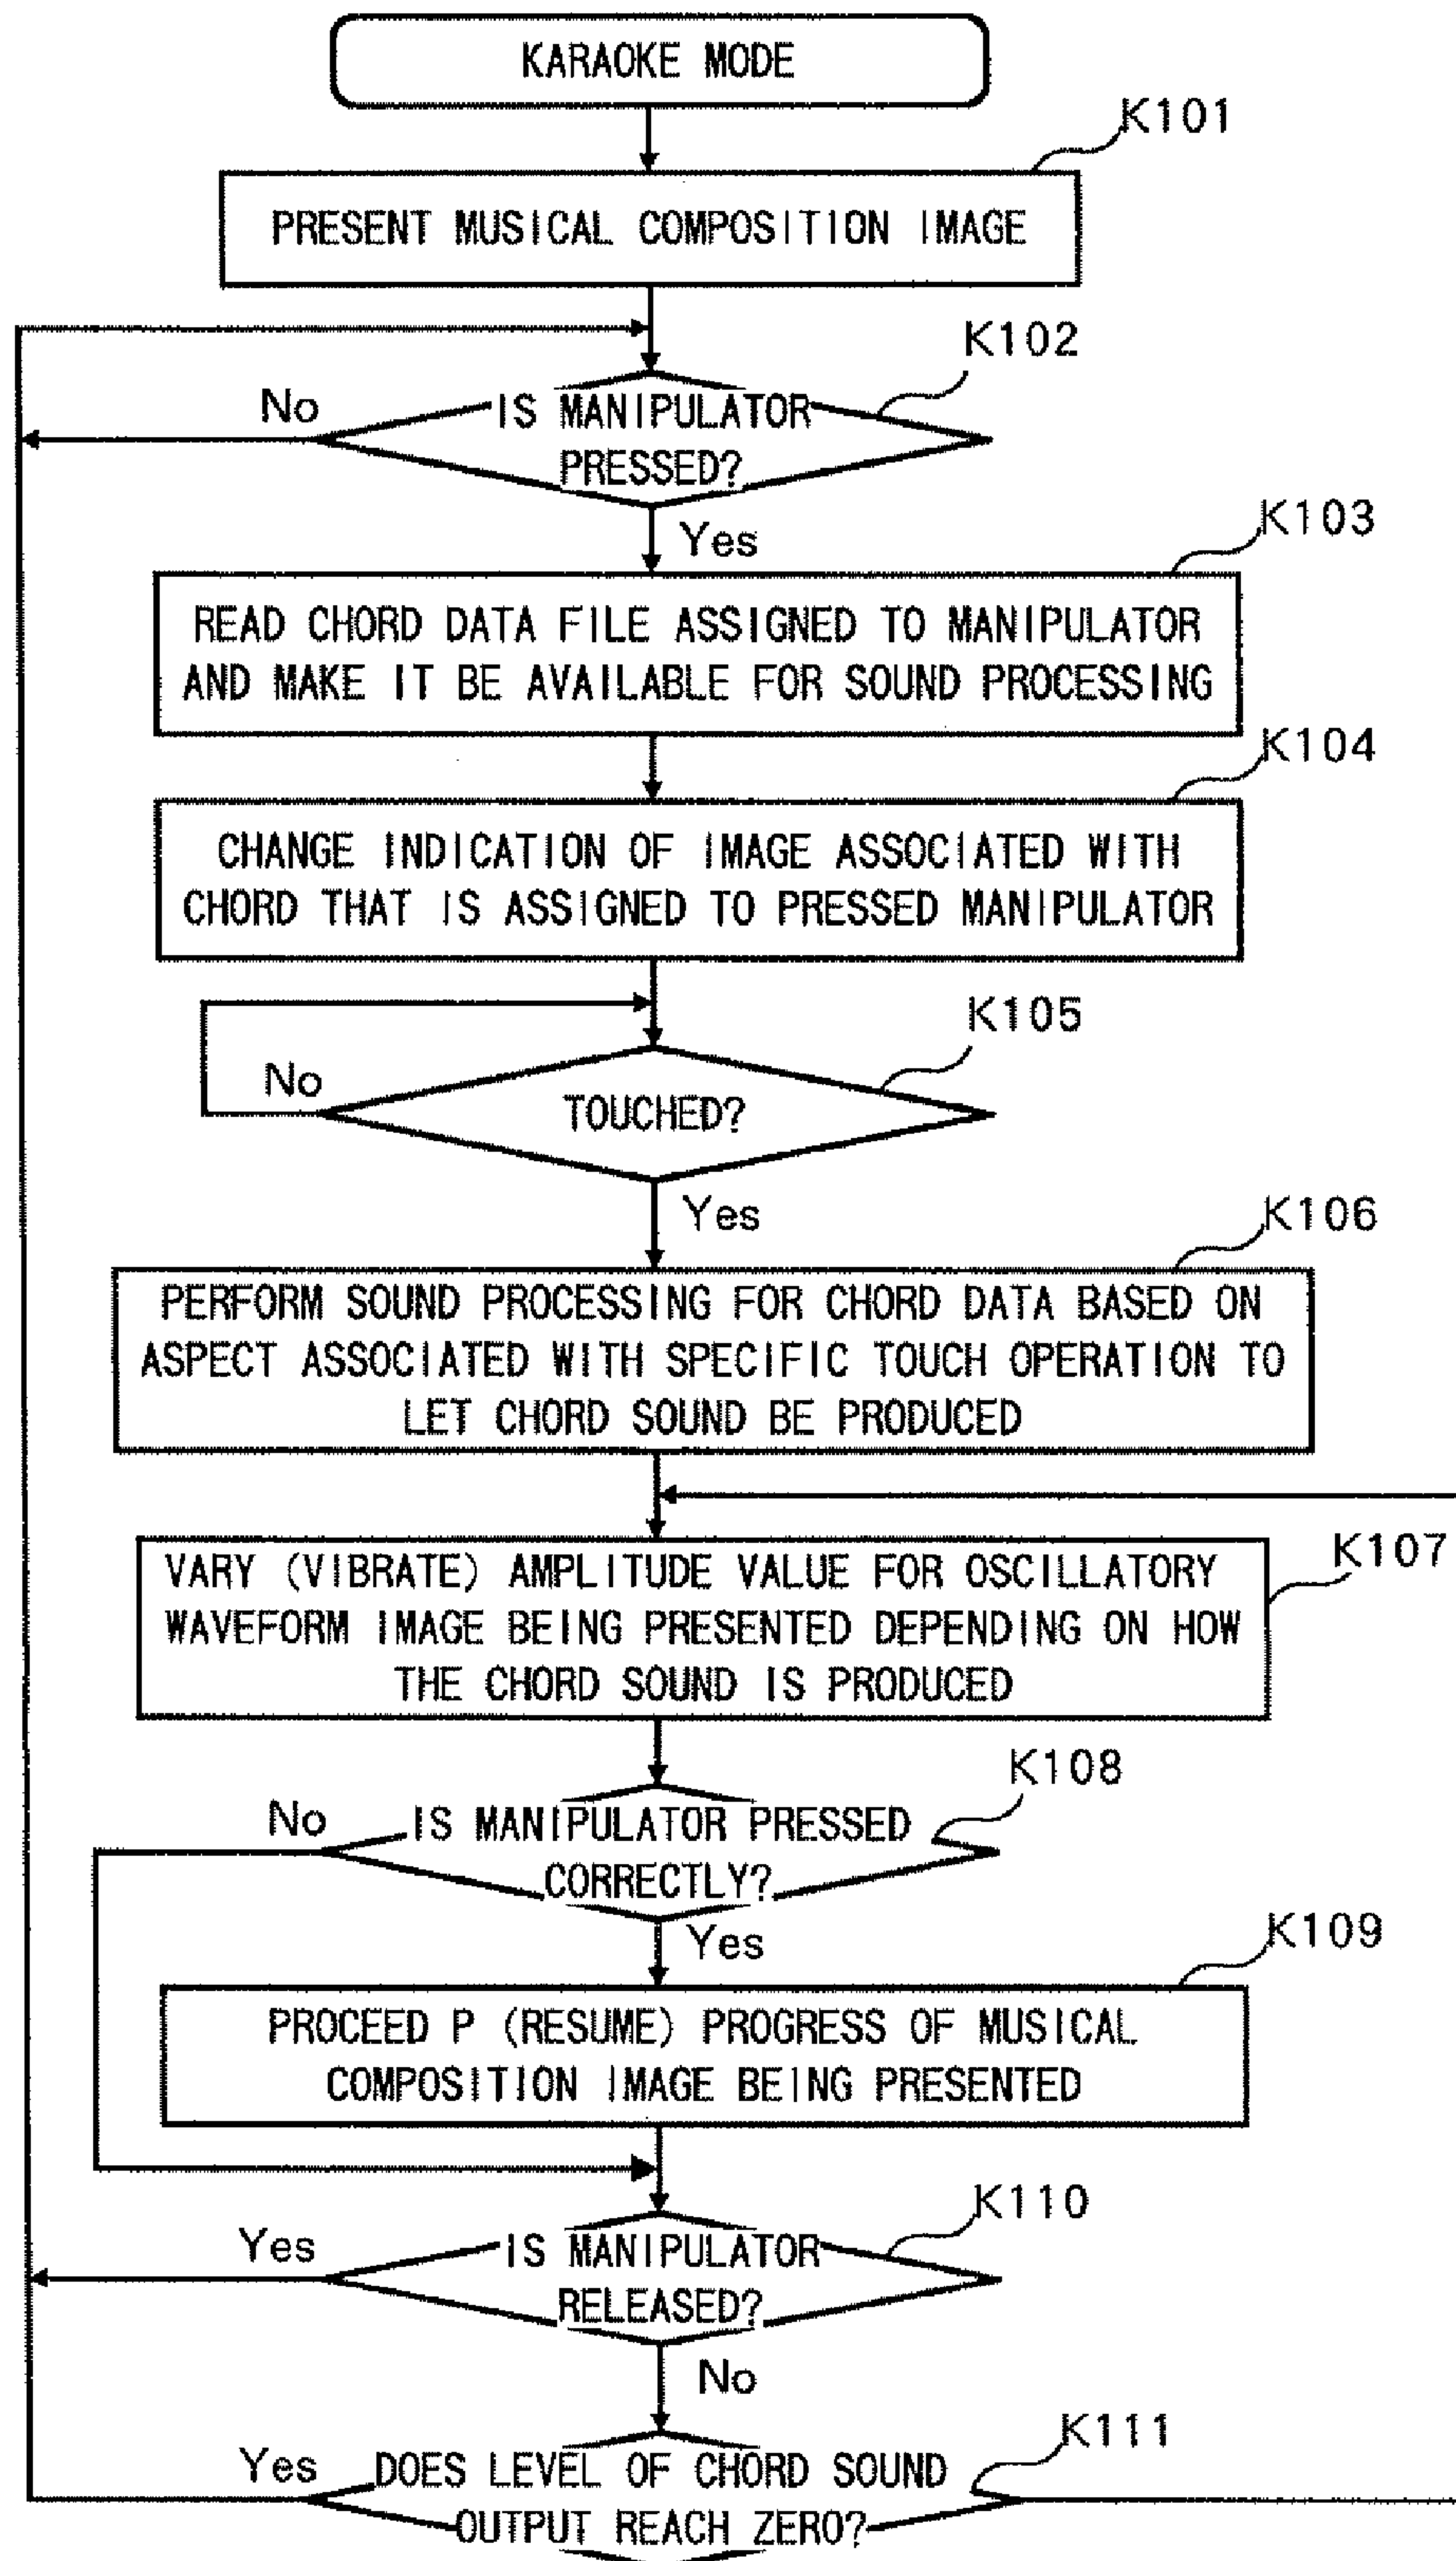 KARAOKE MODE
K101
PRESENT MUSICAL COMPOSITION IMAGE
K102
No
IS MANIPULATOR
PRESSED?
Yes
K103
READ CHORD DATA FILE ASSIGNED TO MANIPULATOR
AND MAKE IT BE AVAILABLE FOR SOUND PROCESSING
K104
CHANGE INDICATION OF IMAGE ASSOCIATED WITH
CHORD THAT IS ASSIGNED TO PRESSED MANIPULATOR
K105
No
TOUCHED?
Yes
K106
PERFORM SOUND PROCESSING FOR CHORD DATA BASED ON
ASPECT ASSOCIATED WITH SPECIFIC TOUCH OPERATION TO
LET CHORD SOUND BE PRODUCED
K107
VARY (VIBRATE) AMPLITUDE VALUE FOR OSCILLATORY
WAVEFORM IMAGE BEING PRESENTED DEPENDING ON HOW
THE CHORD SOUND IS PRODUCED
K108
No
IS MANIPULATOR PRESSED
CORRECTLY?
Yes
K109
PROCEED P (RESUME) PROGRESS OF MUSICAL
COMPOSITION IMAGE BEING PRESENTED
K110
Yes
IS MANIPULATOR
RELEASED?
No
K111
Yes
DOES LEVEL OF CHORD SOUND
OUTPUT REACH ZERO?